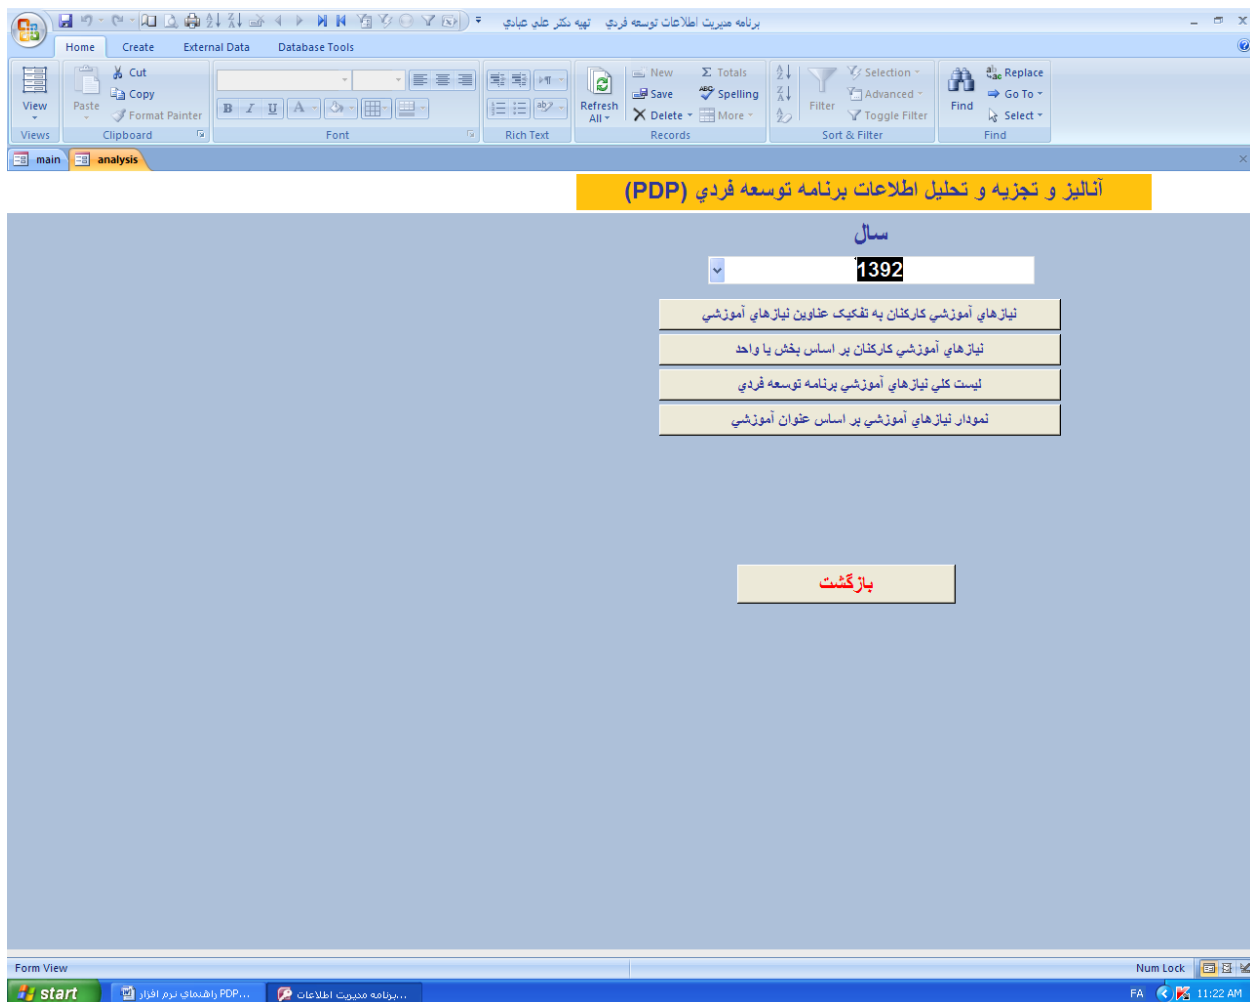 برنامه مديريت اطلاعات توسعه فردي   تهيه دكتر علي عبادي
Home Create External Data Database Tools
View
Views
Paste
Cut
Copy
Format Painter
Clipboard
B I U A
Font
Rich Text
Refresh All
New
Save
Delete
Σ Totals
Spelling
More
Records
Filter
Selection
Advanced
Toggle Filter
Sort & Filter
Find
Replace
Go To
Select
Find
main analysis
آناليز و تجزيه و تحليل اطلاعات برنامه توسعه فردي (PDP)
سال
1392
نيازهاي آموزشي كاركنان به تفكيك عناوين نيازهاي آموزشي
نيازهاي آموزشي كاركنان بر اساس بخش يا واحد
ليست كلي نيازهاي آموزشي برنامه توسعه فردي
نمودار نيازهاي آموزشي بر اساس عنوان آموزشي
بازگشت
Form View
Num Lock
start
راهنماي نرم افزار PDP...
برنامه مديريت اطلاعات...
FA
11:22 AM